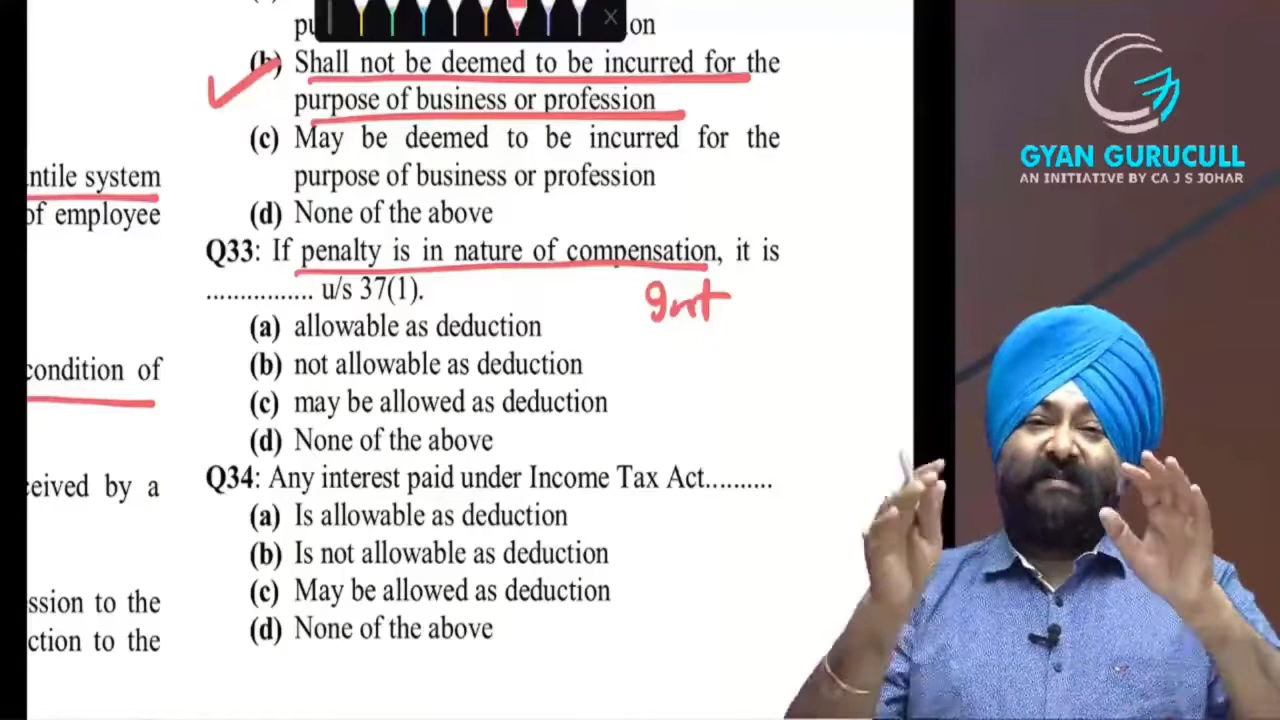 on
(b) Shall not be deemed to be incurred for the
purpose of business or profession
(c) May be deemed to be incurred for the
purpose of business or profession
(d) None of the above
Q33: If penalty is in nature of compensation, it is
................ u/s 37(1).
(a) allowable as deduction
(b) not allowable as deduction
(c) may be allowed as deduction
(d) None of the above
Q34: Any interest paid under Income Tax Act..........
(a) Is allowable as deduction
(b) Is not allowable as deduction
(c) May be allowed as deduction
(d) None of the above
ntile system
of employee
condition of
ceived by a
ssion to the
ction to the
GYAN GURUCULL
AN INITIATIVE BY CA J S JOHAR